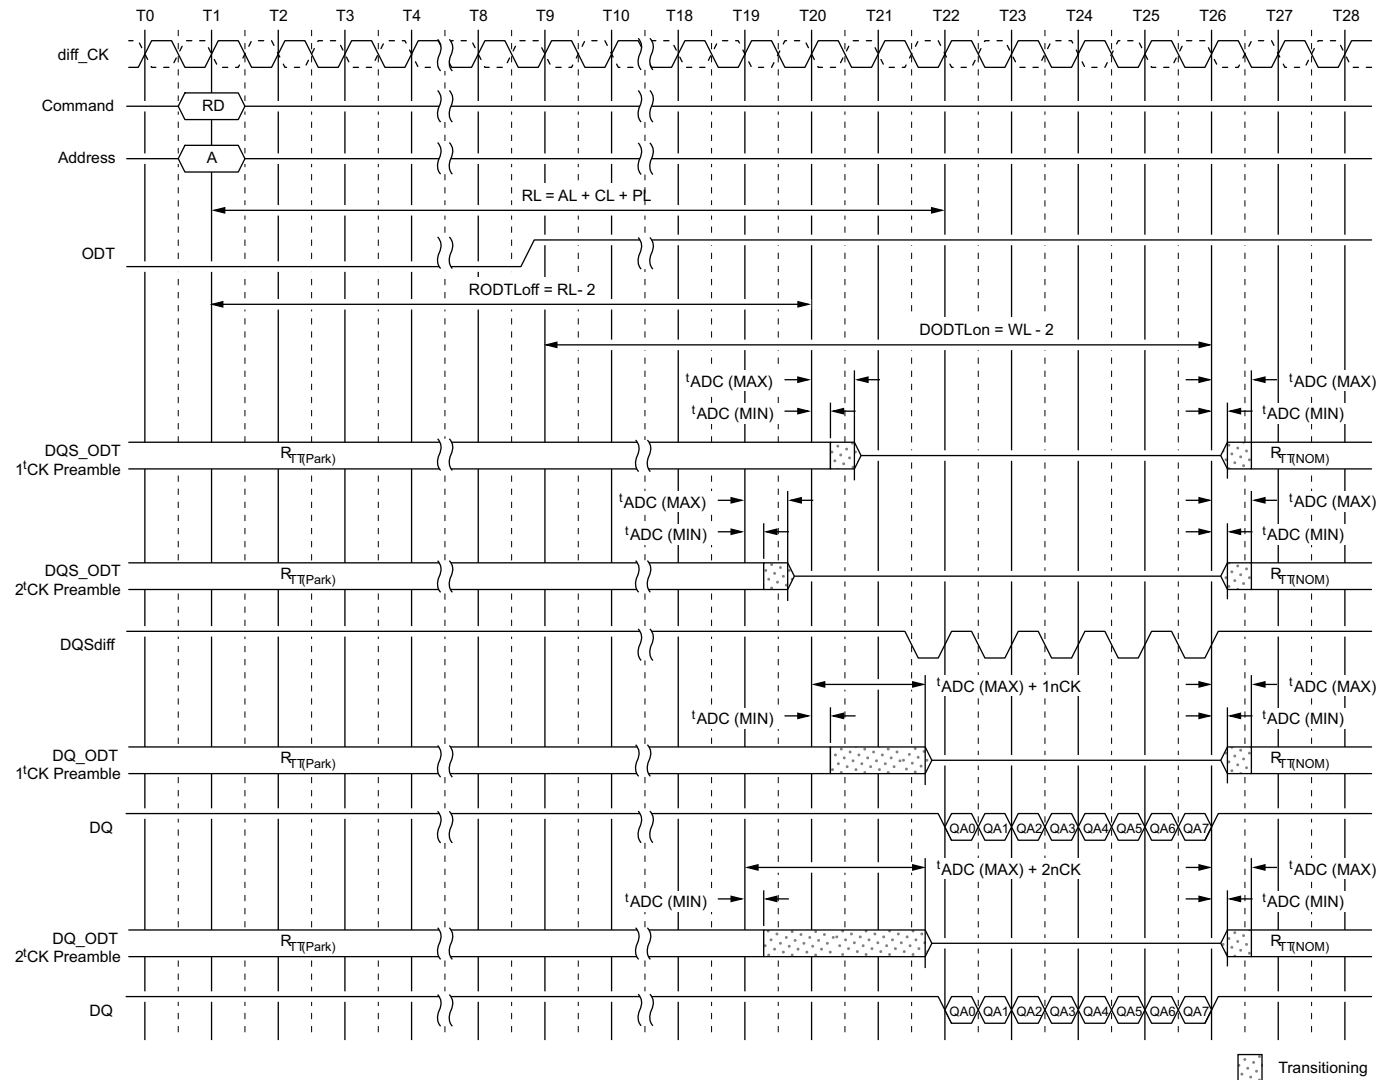 T0 T1 T2 T3 T4 T8 T9 T10 T18 T19 T20 T21 T22 T23 T24 T25 T26 T27 T28
diff_CK
Command RD
Address A
RL = AL + CL + PL
ODT
RODTLoff = RL- 2
DODTLon = WL - 2
tADC (MAX) tADC (MAX)
tADC (MIN) tADC (MIN)
DQS_ODT
1tCK Preamble
RTT(Park) RTT(NOM)
tADC (MAX) tADC (MAX)
tADC (MIN) tADC (MIN)
DQS_ODT
2tCK Preamble
RTT(Park) RTT(NOM)
DQSdiff
tADC (MAX) + 1nCK tADC (MAX)
tADC (MIN) tADC (MIN)
DQ_ODT
1tCK Preamble
RTT(Park) RTT(NOM)
DQ QA0 QA1 QA2 QA3 QA4 QA5 QA6 QA7
tADC (MAX) + 2nCK tADC (MAX)
tADC (MIN) tADC (MIN)
DQ_ODT
2tCK Preamble
RTT(Park) RTT(NOM)
DQ QA0 QA1 QA2 QA3 QA4 QA5 QA6 QA7
Transitioning